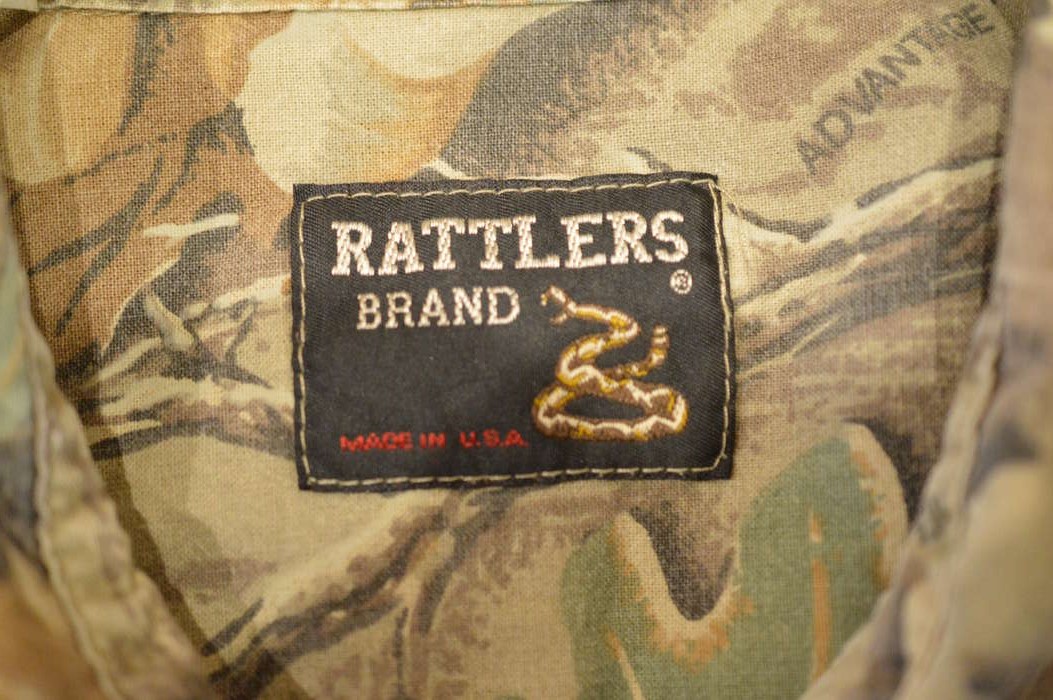 ADVANTAGE
RATTLERS
®
BRAND
MADE IN U.S.A.